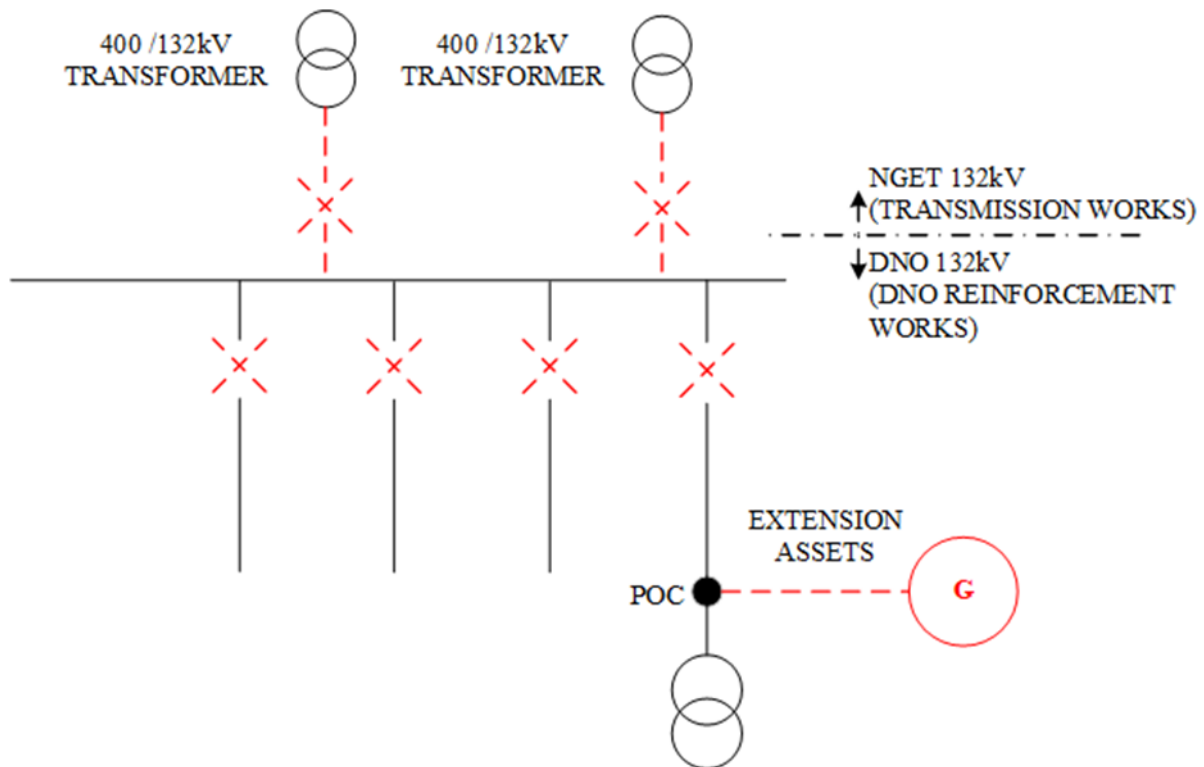 400 /132kV
TRANSFORMER
400 /132kV
TRANSFORMER
NGET 132kV
(TRANSMISSION WORKS)
DNO 132kV
(DNO REINFORCEMENT
WORKS)
EXTENSION
ASSETS
POC
G